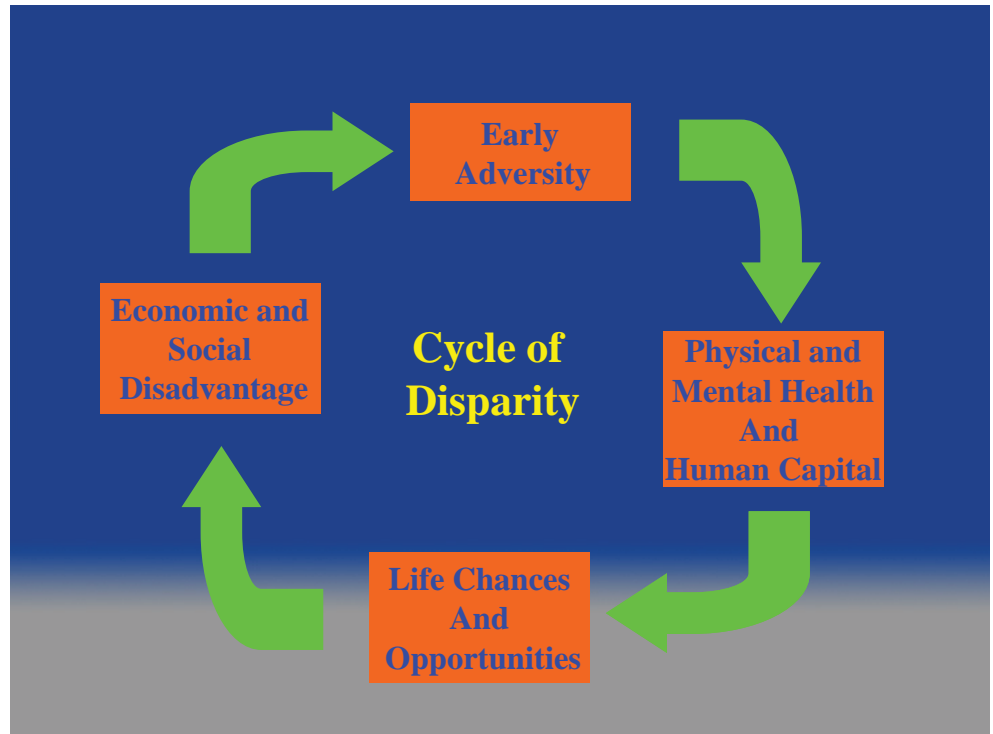 Early
Adversity
Economic and
Social
Disadvantage
Cycle of
Disparity
Physical and
Mental Health
And
Human Capital
Life Chances
And
Opportunities